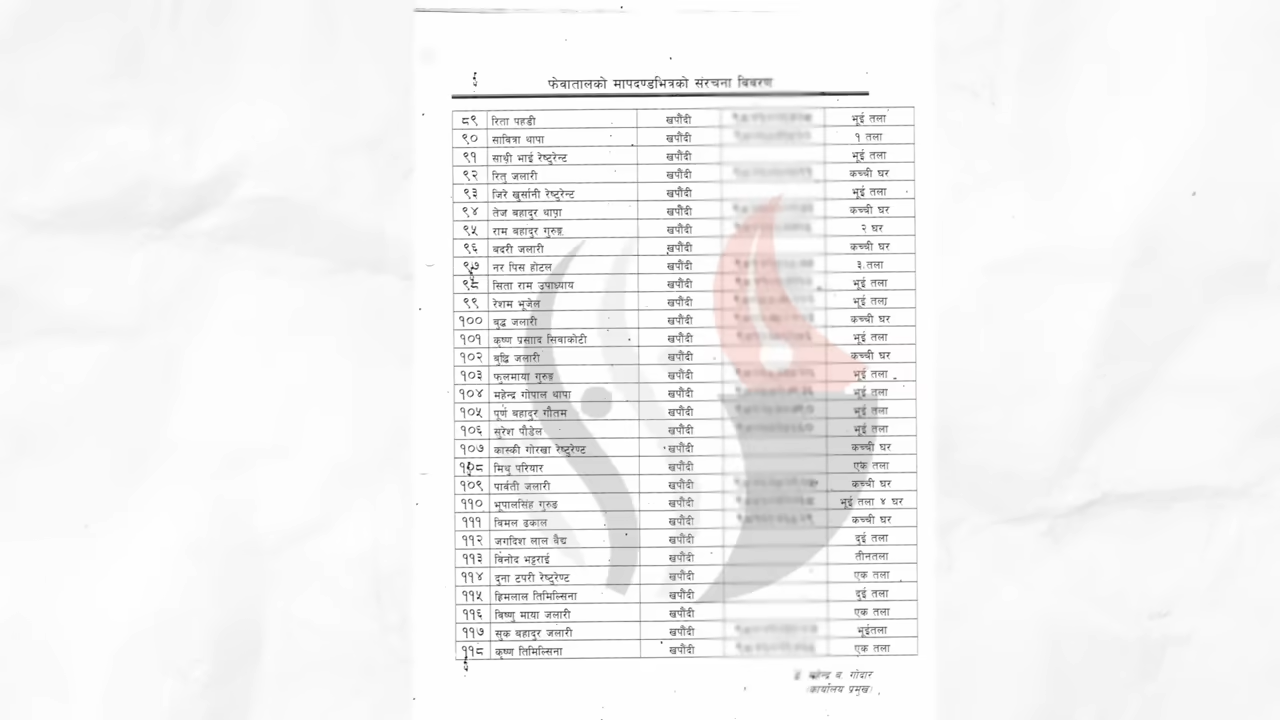 फेवातालको मापदण्डभित्रको संरचना विवरण
८९ रिता पहडी खपौंदी भूई तला
९० सावित्रा थापा खपौंदी १ तला
९१ साथ्री भाई रेष्टुरेन्ट खपौंदी भूई तला
९२ रितु जलारी खपौंदी कच्ची घर
९३ जिरे खुर्सानी रेष्टुरेन्ट खपौंदी भूई तला
९४ तेज बहादुर थापा खपौंदी कच्ची घर
९५ राम बहादुर गुरुङ्ग खपौंदी २ घर
९६ बदरी जलारी खपौंदी कच्ची घर
९७ नर पिस होटल खपौंदी ३ तला
९८ सिता राम उपाध्याय खपौंदी भूई तला
९९ रेशम भूजेल खपौंदी भूई तला
१०० बुद्ध जलारी खपौंदी कच्ची घर
१०१ कृष्ण प्रसाद सिवाकोटी खपौंदी भूई तला
१०२ बुद्धि जलारी खपौंदी कच्ची घर
१०३ फुलमाया गुरुङ्ग खपौंदी भूई तला
१०४ महेन्द्र गोपाल थापा खपौंदी भूई तला
१०५ पूर्ण बहादुर गौतम खपौंदी भूई तला
१०६ सुरेश पौडेल खपौंदी भूई तला
१०७ कास्की गोरखा रेष्टुरेण्ट खपौंदी कच्ची घर
१०८ मिथु परियार खपौंदी एक तला
१०९ पार्वती जलारी खपौंदी कच्ची घर
११० भूपालसिंह गुरुङ खपौंदी भूई तला ४ घर
१११ विमल ढकाल खपौंदी कच्ची घर
११२ जगदिश लाल वैद्य खपौंदी दुई तला
११३ विनोद भट्टराई खपौंदी तीनतला
११४ दुना टपरी रेष्टुरेण्ट खपौंदी एक तला
११५ हिमलाल तिमिल्सिना खपौंदी दुई तला
११६ विष्णु माया जलारी खपौंदी एक तला
११७ सुक बहादुर जलारी खपौंदी भूईतला
११८ कृष्ण तिमिल्सिना खपौंदी एक तला
महेन्द्र ब. गोदार
(कार्यालय प्रमुख)